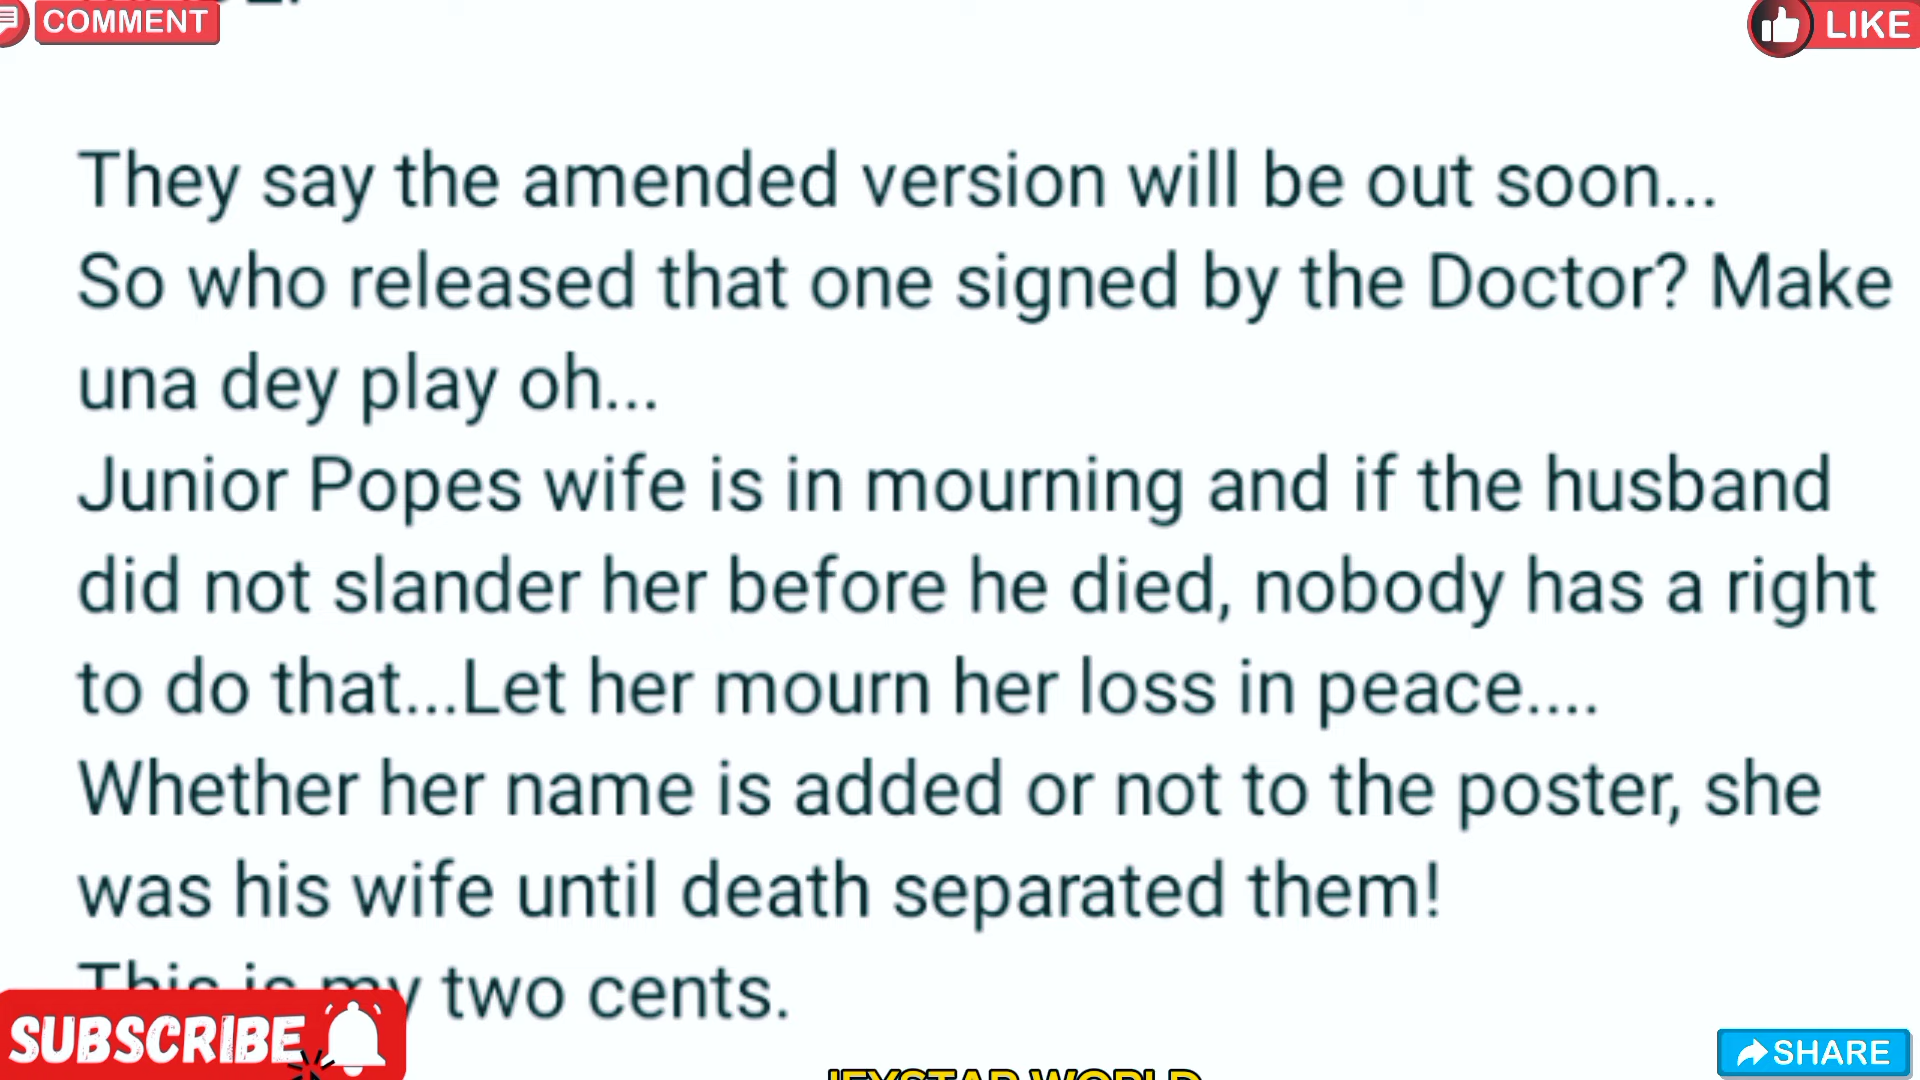 COMMENT
LIKE
They say the amended version will be out soon...
So who released that one signed by the Doctor? Make
una dey play oh...
Junior Popes wife is in mourning and if the husband
did not slander her before he died, nobody has a right
to do that...Let her mourn her loss in peace....
Whether her name is added or not to the poster, she
was his wife until death separated them!
This is my two cents.
SUBSCRIBE
SHARE